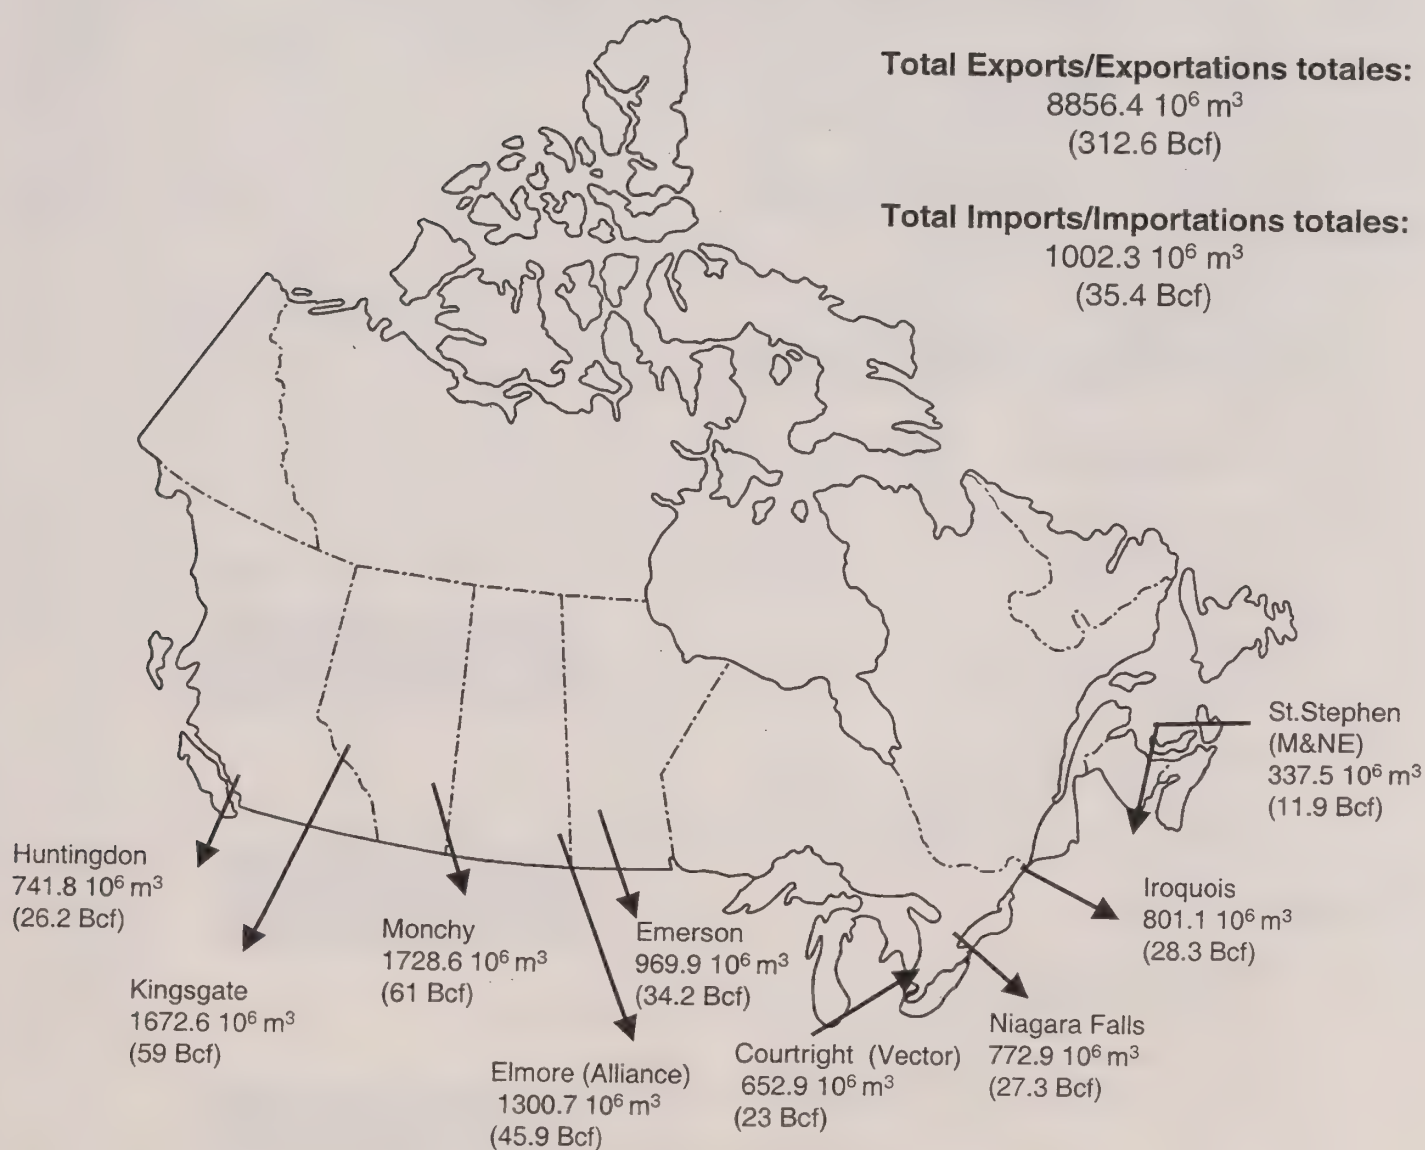 Total Exports/Exportations totales:
8856.4 10⁶ m³
(312.6 Bcf)
Total Imports/Importations totales:
1002.3 10⁶ m³
(35.4 Bcf)
St.Stephen
(M&NE)
337.5 10⁶ m³
(11.9 Bcf)
Huntingdon
741.8 10⁶ m³
(26.2 Bcf)
Kingsgate
1672.6 10⁶ m³
(59 Bcf)
Monchy
1728.6 10⁶ m³
(61 Bcf)
Elmore (Alliance)
1300.7 10⁶ m³
(45.9 Bcf)
Emerson
969.9 10⁶ m³
(34.2 Bcf)
Courtright (Vector)
652.9 10⁶ m³
(23 Bcf)
Niagara Falls
772.9 10⁶ m³
(27.3 Bcf)
Iroquois
801.1 10⁶ m³
(28.3 Bcf)